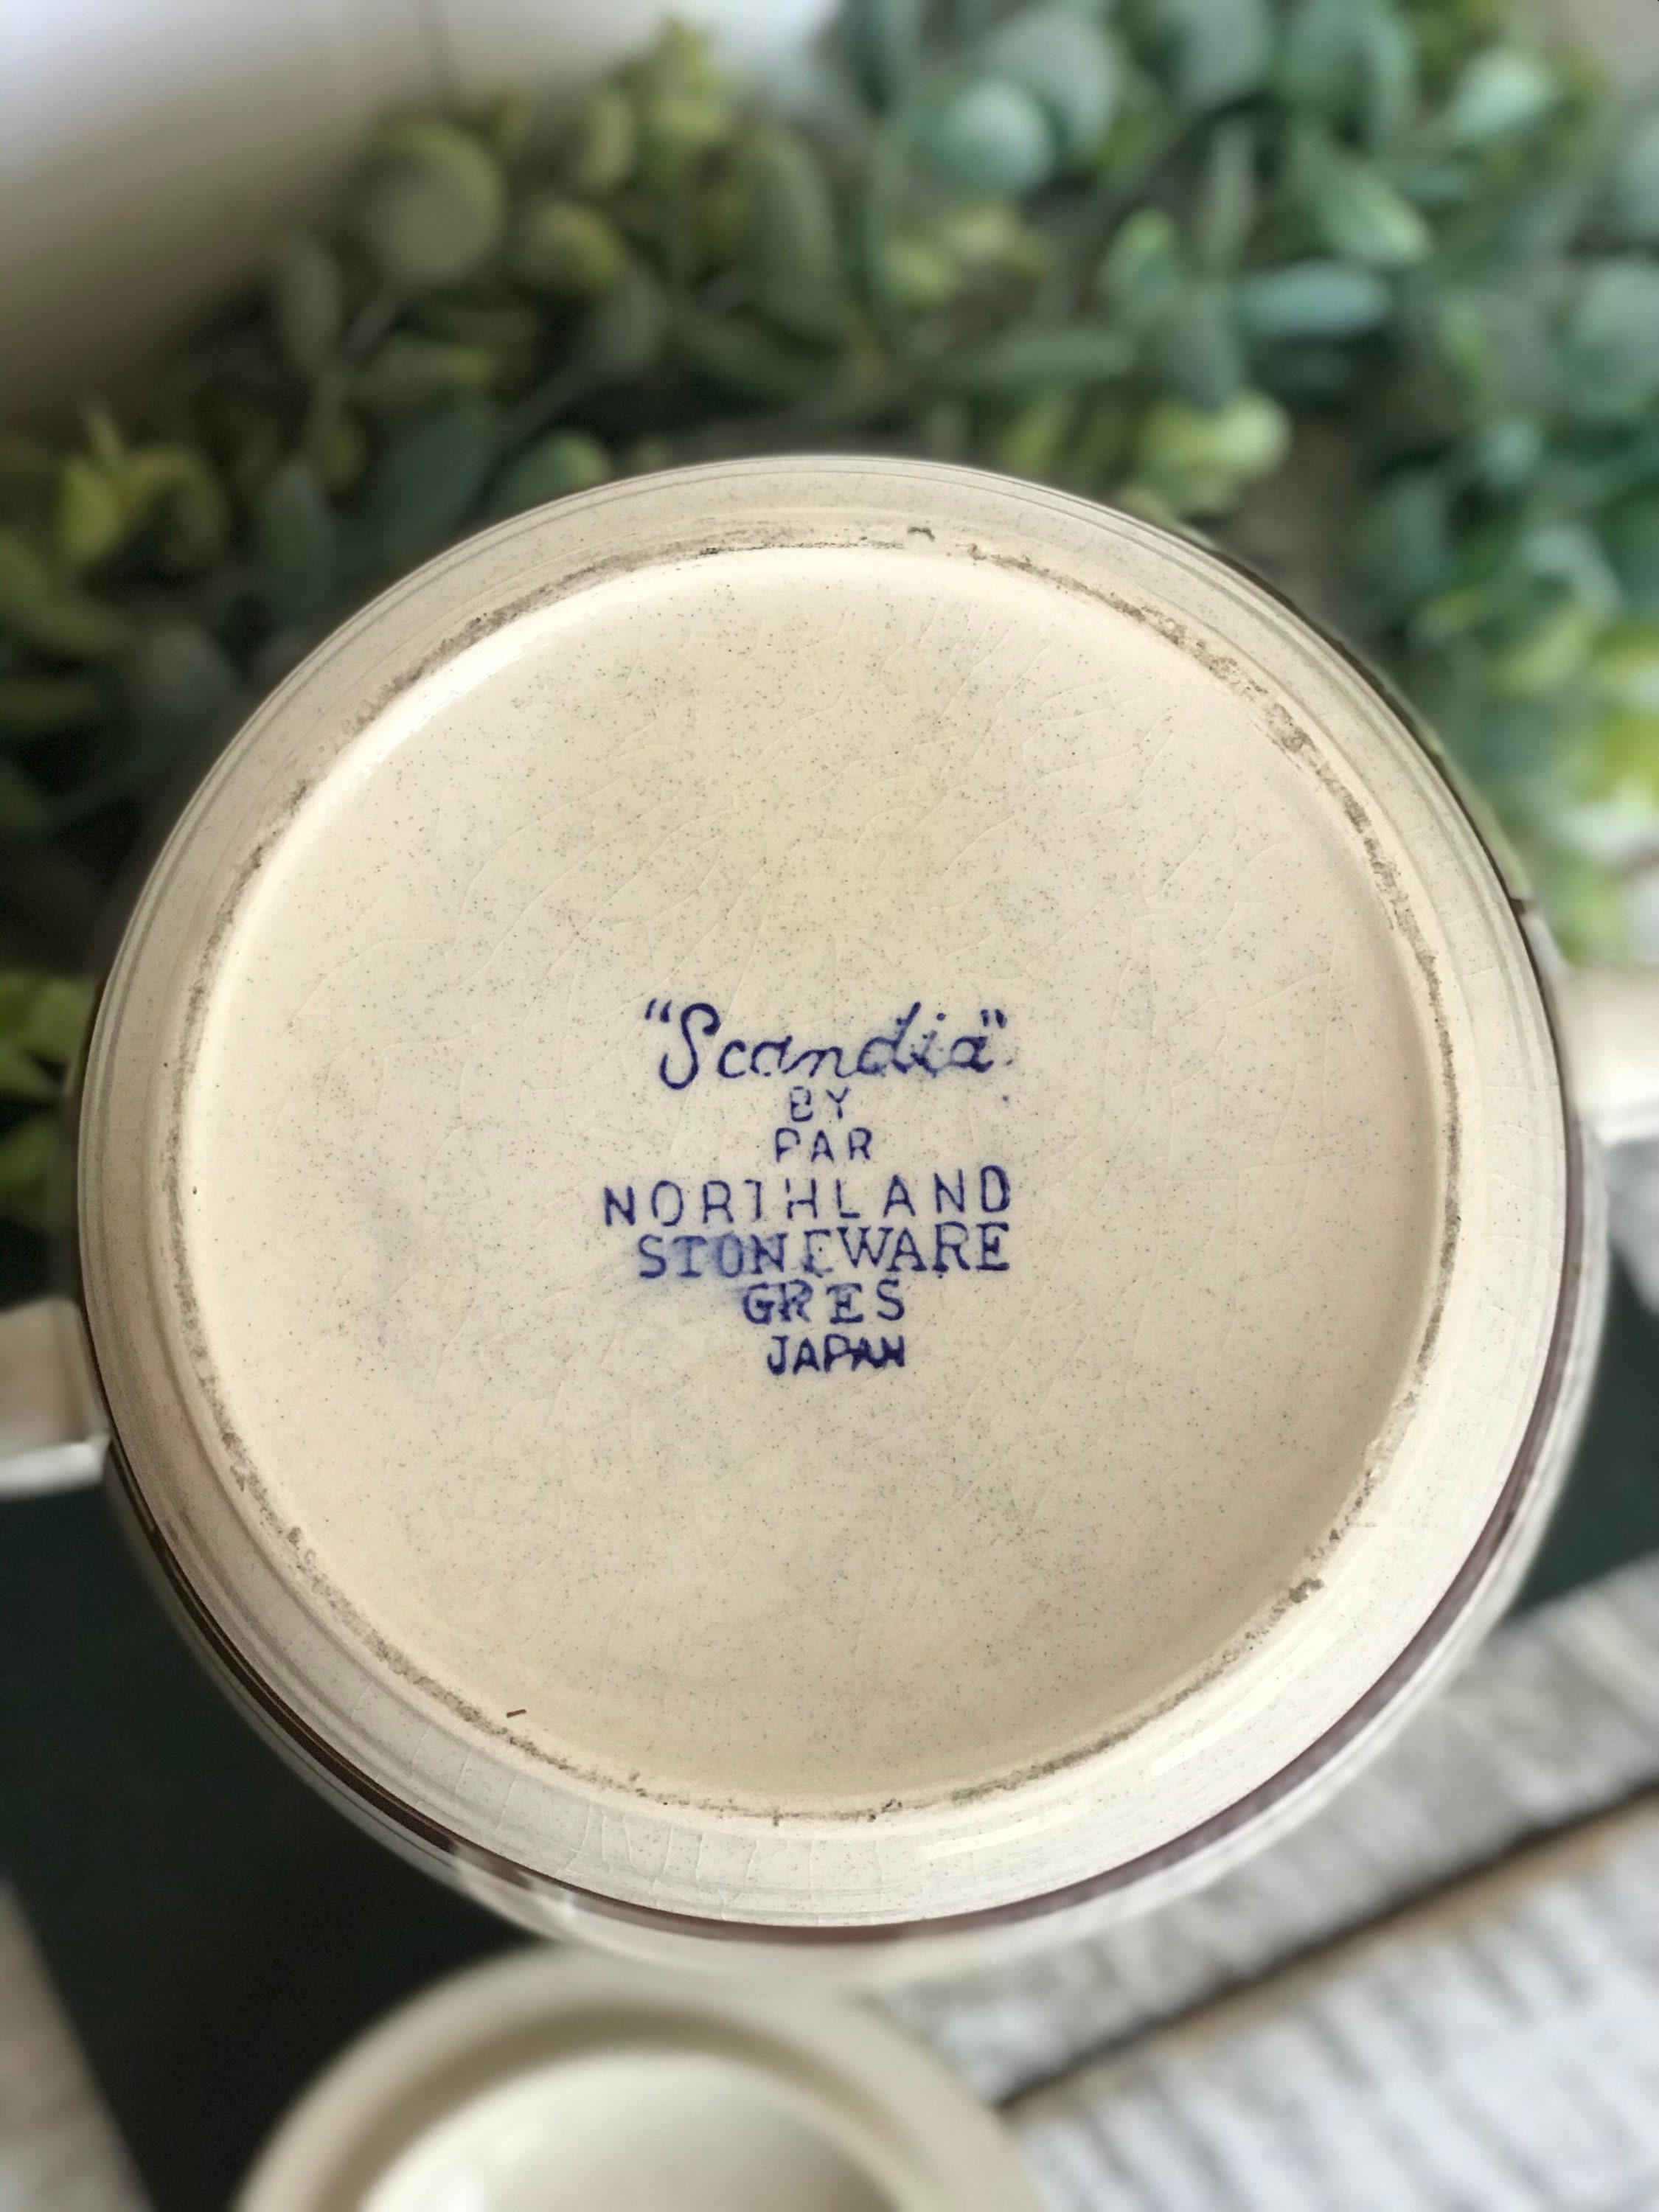 "Scandia"
BY
PAR
NORTHLAND
STONEWARE
GRES
JAPAN